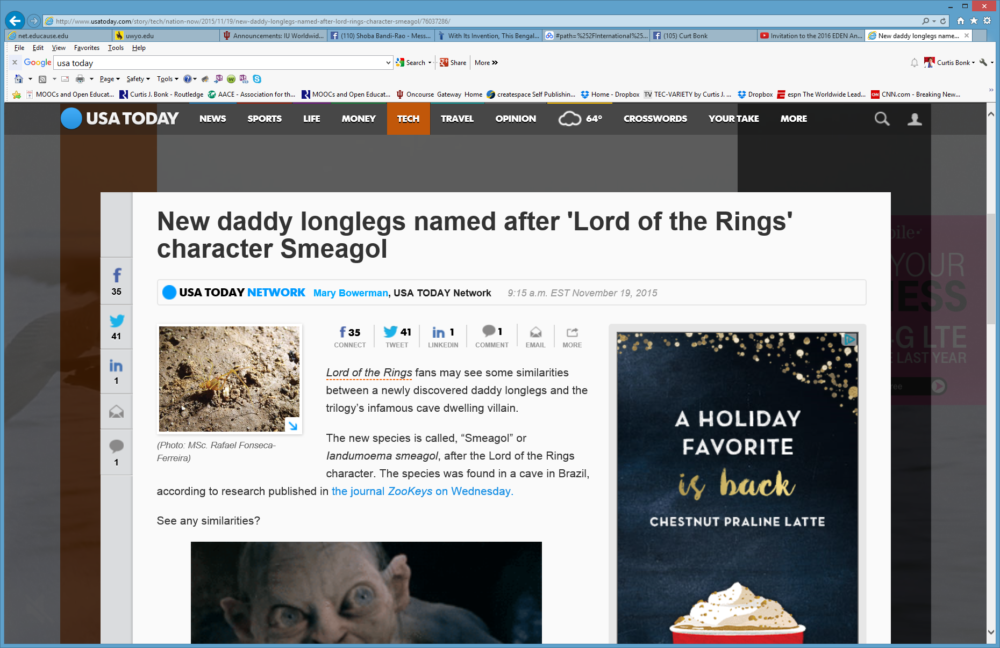 http://www.usatoday.com/story/tech/nation-now/2015/11/19/new-daddy-longlegs-named-after-lord-rings-character-smeagol/76037286/
net.educause.edu
uwyo.edu
Announcements: IU Worldwid...
(110) Shoba Bandi-Rao - Mess...
With Its Invention, This Bengal...
#path=%252FInternational%25...
(105) Curt Bonk
Invitation to the 2016 EDEN An...
New daddy longlegs name...
File Edit View Favorites Tools Help
x Google usa today Search Share More »
Curtis Bonk
Page Safety Tools
MOOCs and Open Educat... Curtis J. Bonk - Routledge AACE - Association for th... MOOCs and Open Educat... Oncourse Gateway Home createspace Self Publishin... Home - Dropbox TEC-VARIETY by Curtis J. ... Dropbox espn The Worldwide Lead... CNN.com - Breaking New...
USA TODAY NEWS SPORTS LIFE MONEY TECH TRAVEL OPINION 64° CROSSWORDS YOUR TAKE MORE
New daddy longlegs named after 'Lord of the Rings'
character Smeagol
USA TODAY NETWORK Mary Bowerman, USA TODAY Network 9:15 a.m. EST November 19, 2015
35
41
1
1
35 41 1 1
CONNECT TWEET LINKEDIN COMMENT EMAIL MORE
(Photo: MSc. Rafael Fonseca-
Ferreira)
Lord of the Rings fans may see some similarities
between a newly discovered daddy longlegs and the
trilogy’s infamous cave dwelling villain.
The new species is called, “Smeagol” or
Iandumoema smeagol, after the Lord of the Rings
character. The species was found in a cave in Brazil,
according to research published in the journal ZooKeys on Wednesday.
See any similarities?
A HOLIDAY
FAVORITE
is back
CHESTNUT PRALINE LATTE
YOUR
LTE
LAST YEAR